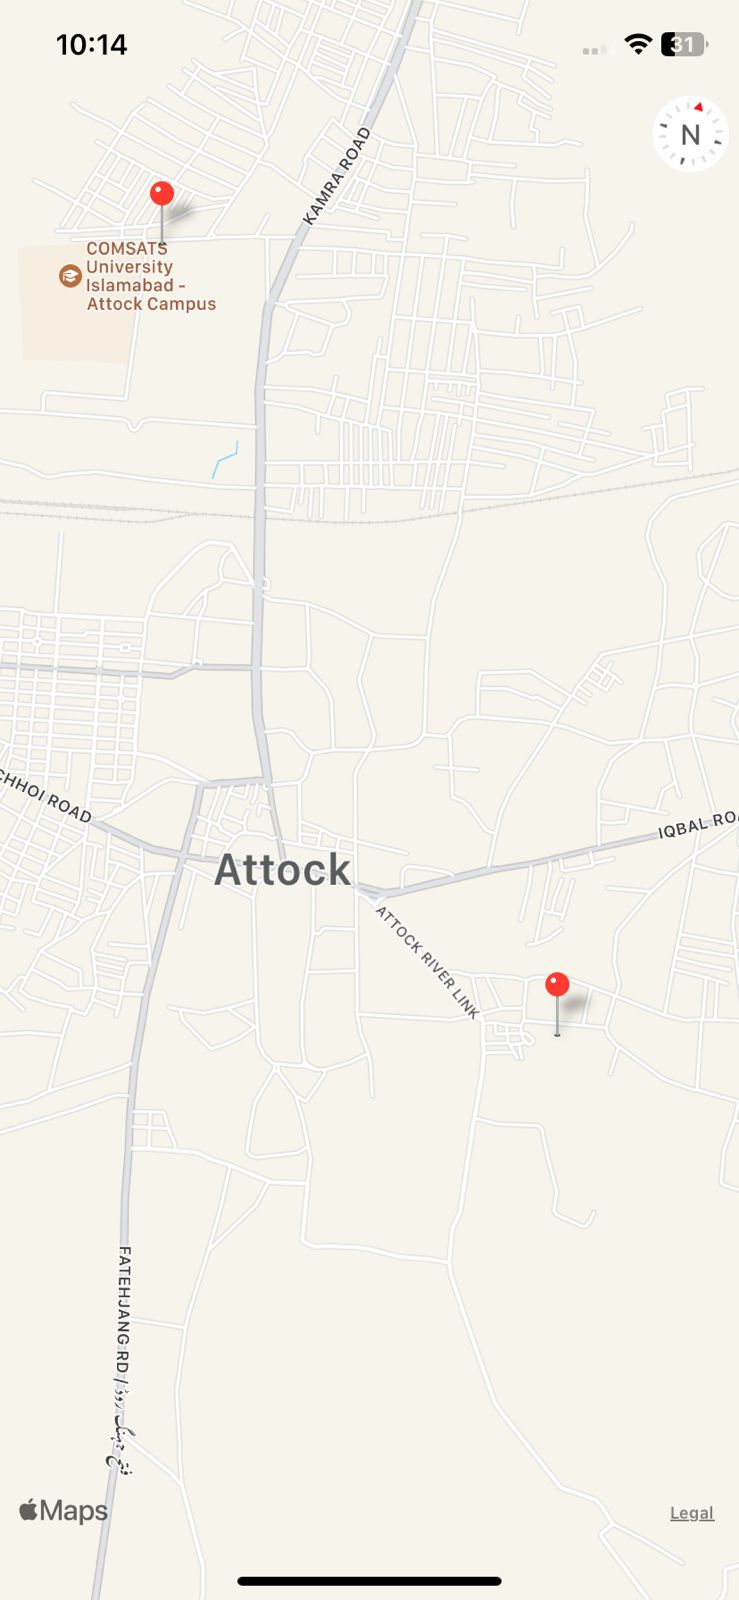 10:14
31
N
KAMRA ROAD
COMSATS
University
Islamabad -
Attock Campus
CHHOI ROAD
IQBAL ROA
Attock
ATTOCK RIVER LINK
FATEHJANG RD / فتح جهنگ روڈ
Maps
Legal